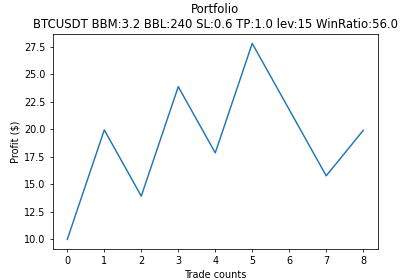 Portfolio
BTCUSDT BBM:3.2 BBL:240 SL:0.6 TP:1.0 lev:15 WinRatio:56.0
27.5
25.0
22.5
20.0
17.5
15.0
12.5
10.0
Profit ($)
0 1 2 3 4 5 6 7 8
Trade counts